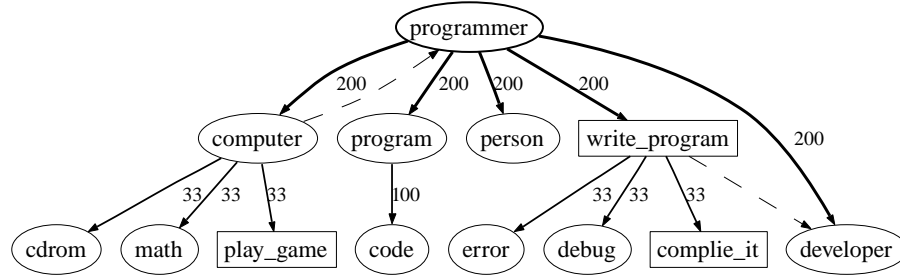 programmer
200 200 200 200
computer program person write_program
200
33 33 33 100 33 33 33
cdrom math play_game code error debug complie_it developer